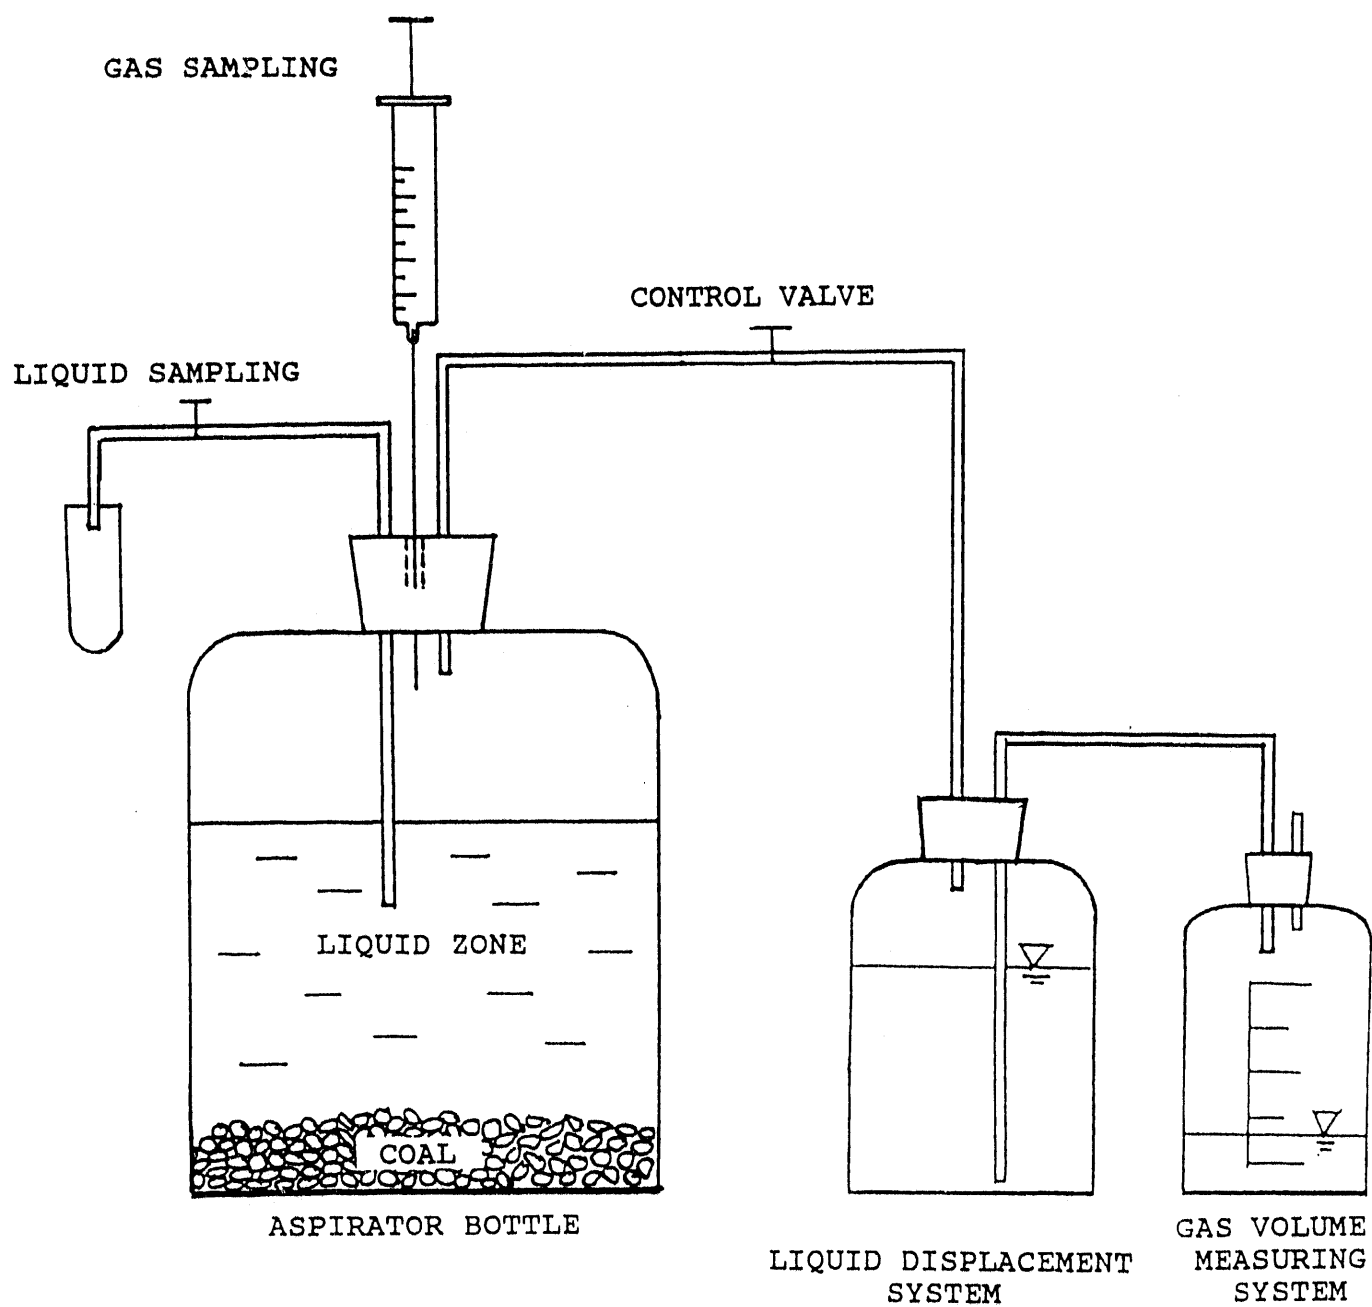 GAS SAMPLING
CONTROL VALVE
LIQUID SAMPLING
LIQUID ZONE
COAL
ASPIRATOR BOTTLE
LIQUID DISPLACEMENT
SYSTEM
GAS VOLUME
MEASURING
SYSTEM